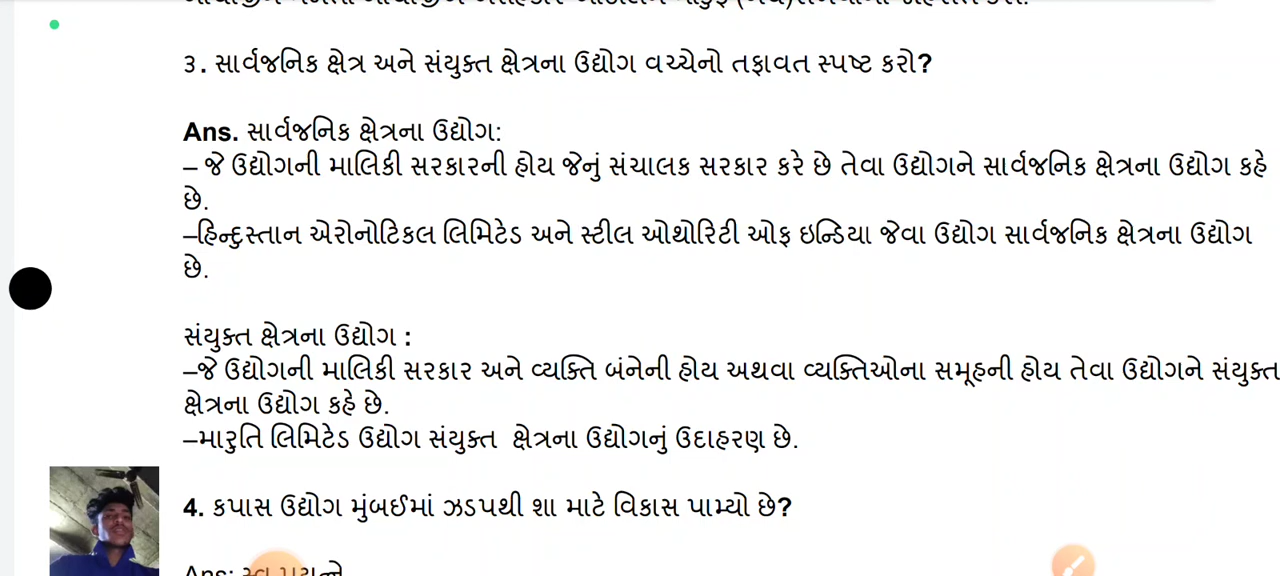 ૩. સાર્વજનિક ક્ષેત્ર અને સંયુક્ત ક્ષેત્રના ઉદ્યોગ વચ્ચેનો તફાવત સ્પષ્ટ કરો?
Ans. સાર્વજનિક ક્ષેત્રના ઉદ્યોગ:
– જે ઉદ્યોગની માલિકી સરકારની હોય જેનું સંચાલક સરકાર કરે છે તેવા ઉદ્યોગને સાર્વજનિક ક્ષેત્રના ઉદ્યોગ કહે
છે.
–હિન્દુસ્તાન એરોનોટિકલ લિમિટેડ અને સ્ટીલ ઓથોરિટી ઓફ ઇન્ડિયા જેવા ઉદ્યોગ સાર્વજનિક ક્ષેત્રના ઉદ્યોગ
છે.
સંયુક્ત ક્ષેત્રના ઉદ્યોગ :
–જે ઉદ્યોગની માલિકી સરકાર અને વ્યક્તિ બંનેની હોય અથવા વ્યક્તિઓના સમૂહની હોય તેવા ઉદ્યોગને સંયુક્ત
ક્ષેત્રના ઉદ્યોગ કહે છે.
–મારુતિ લિમિટેડ ઉદ્યોગ સંયુક્ત ક્ષેત્રના ઉદ્યોગનું ઉદાહરણ છે.
4. કપાસ ઉદ્યોગ મુંબઈમાં ઝડપથી શા માટે વિકાસ પામ્યો છે?
Ans: